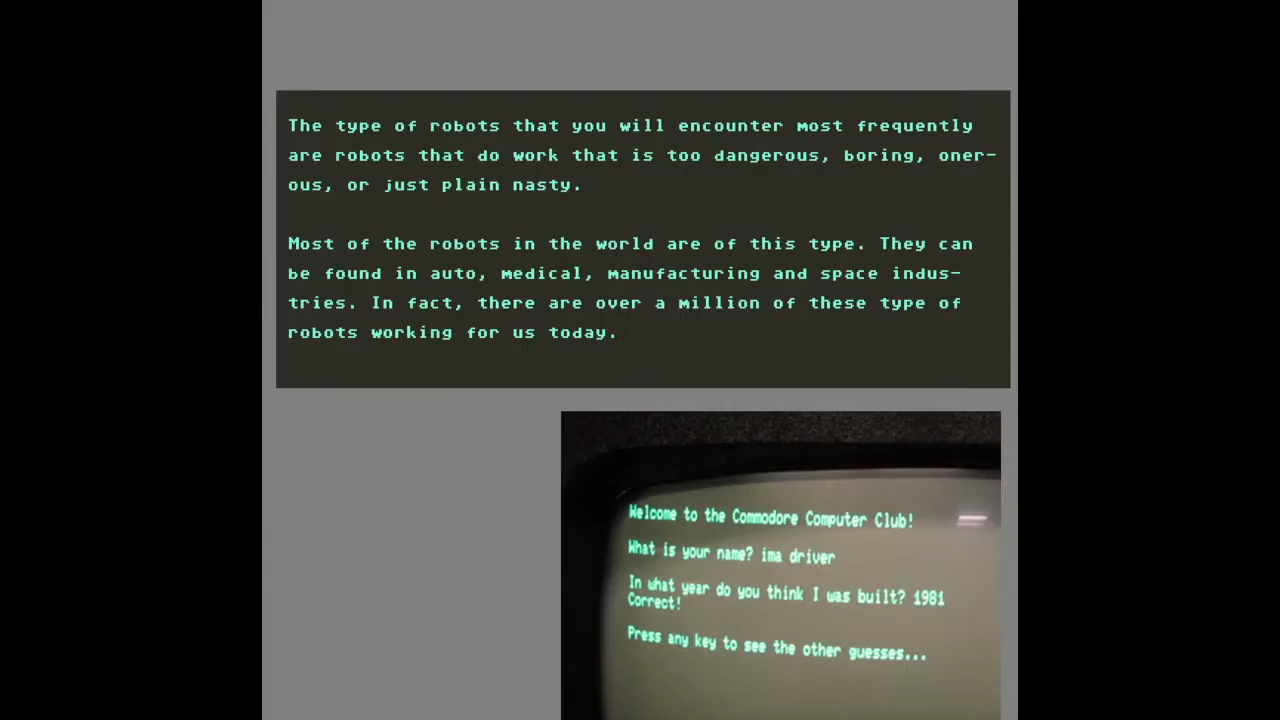 The type of robots that you will encounter most frequently
are robots that do work that is too dangerous, boring, oner-
ous, or just plain nasty.
Most of the robots in the world are of this type. They can
be found in auto, medical, manufacturing and space indus-
tries. In fact, there are over a million of these type of
robots working for us today.
Welcome to the Commodore Computer Club!
What is your name? ima driver
In what year do you think I was built? 1981
Correct!
Press any key to see the other guesses...